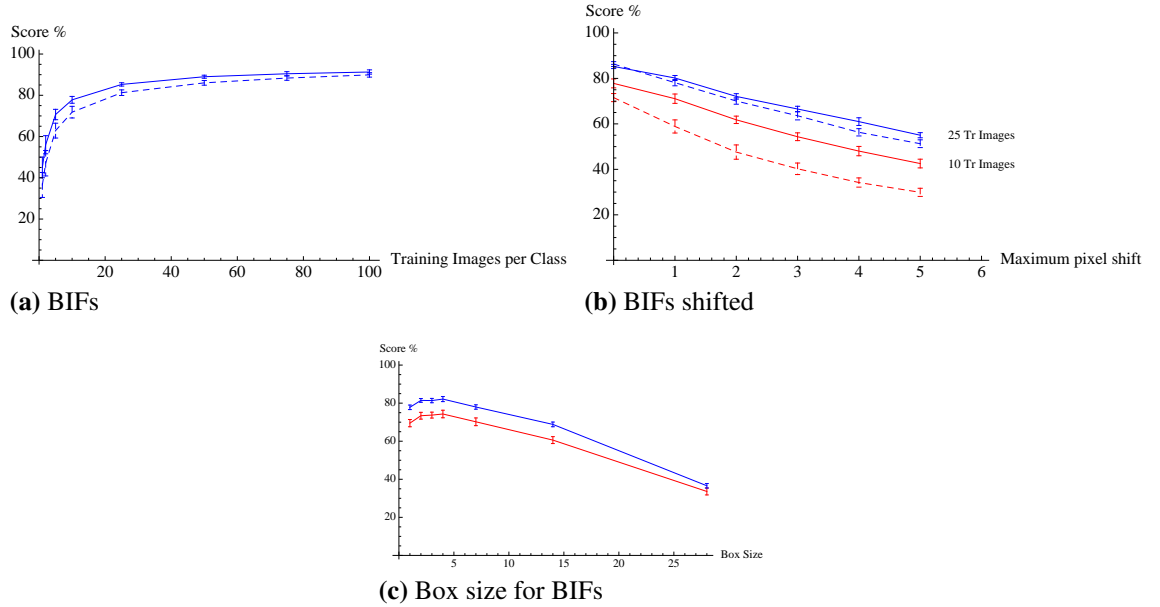 Score %
100
80
60
40
20
0 20 40 60 80 100
Training Images per Class
(a) BIFs
Score %
100
80
60
40
20
1 2 3 4 5 6
Maximum pixel shift
25 Tr Images
10 Tr Images
(b) BIFs shifted
Score %
100
80
60
40
20
5 10 15 20 25
Box Size
(c) Box size for BIFs